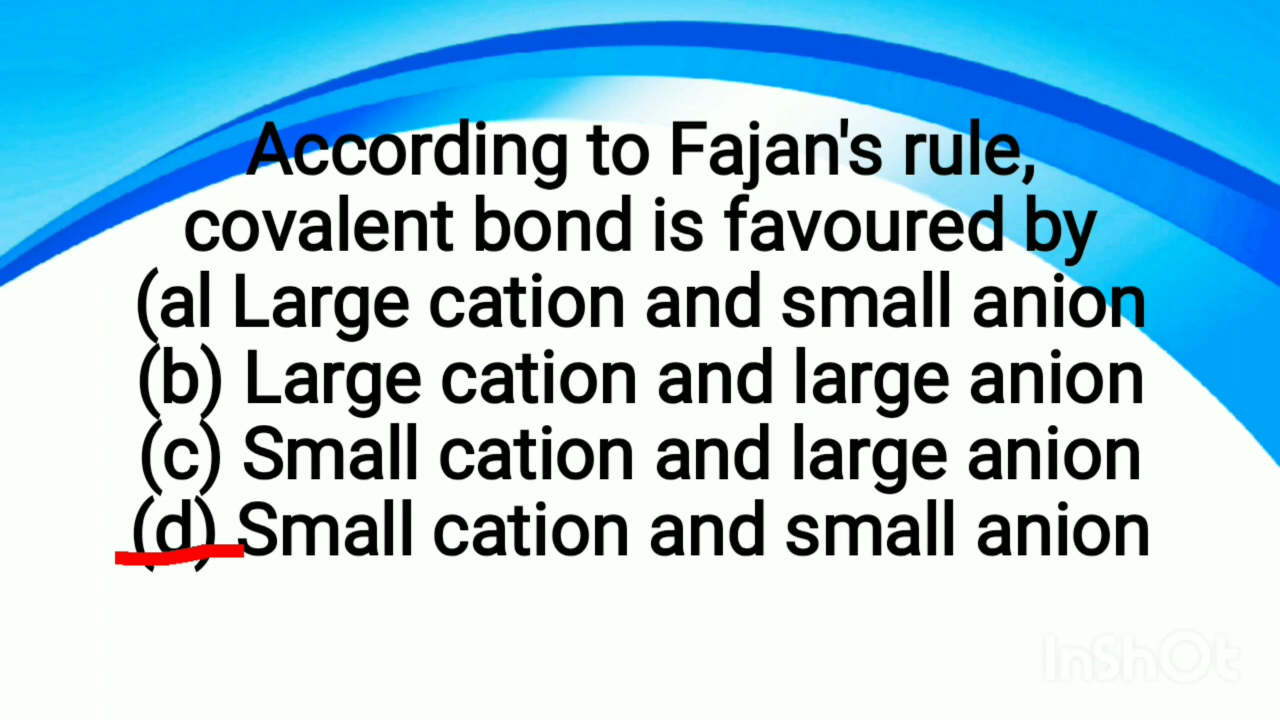 According to Fajan's rule,
covalent bond is favoured by
(al Large cation and small anion
(b) Large cation and large anion
(c) Small cation and large anion
(d) Small cation and small anion
InShOt